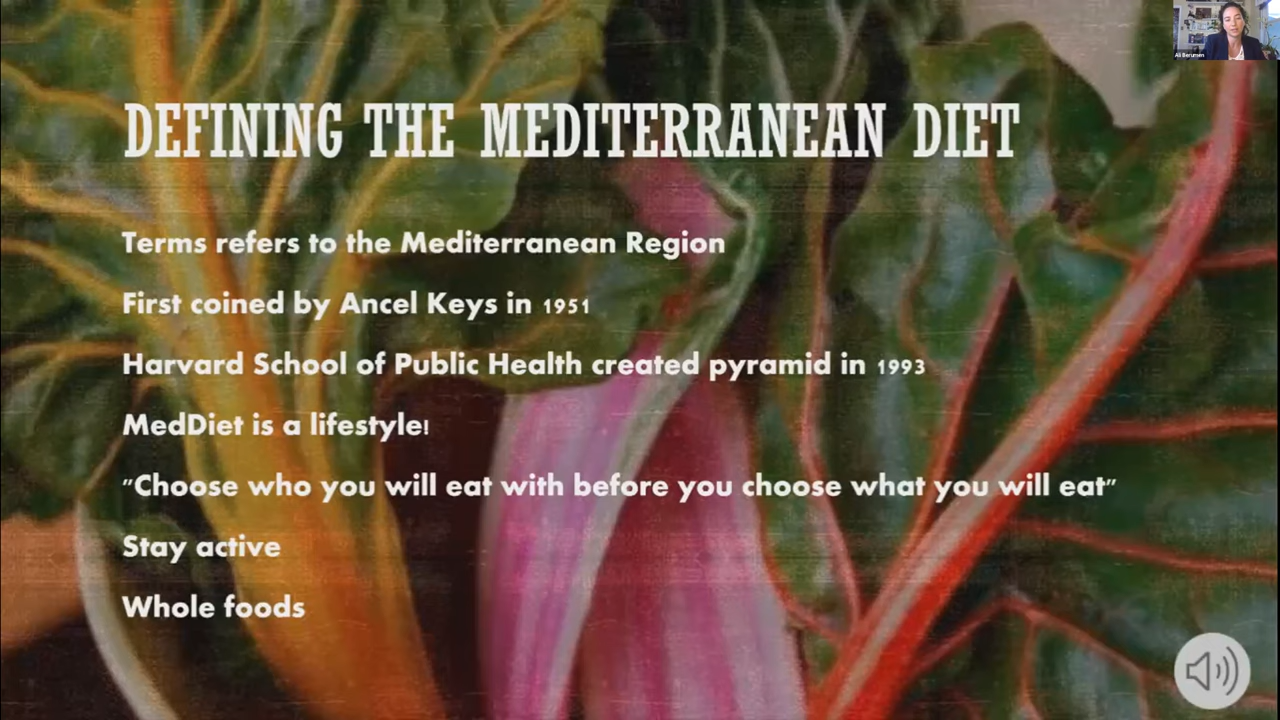 Ali Berumen
DEFINING THE MEDITERRANEAN DIET
Terms refers to the Mediterranean Region
First coined by Ancel Keys in 1951
Harvard School of Public Health created pyramid in 1993
MedDiet is a lifestyle!
"Choose who you will eat with before you choose what you will eat"
Stay active
Whole foods